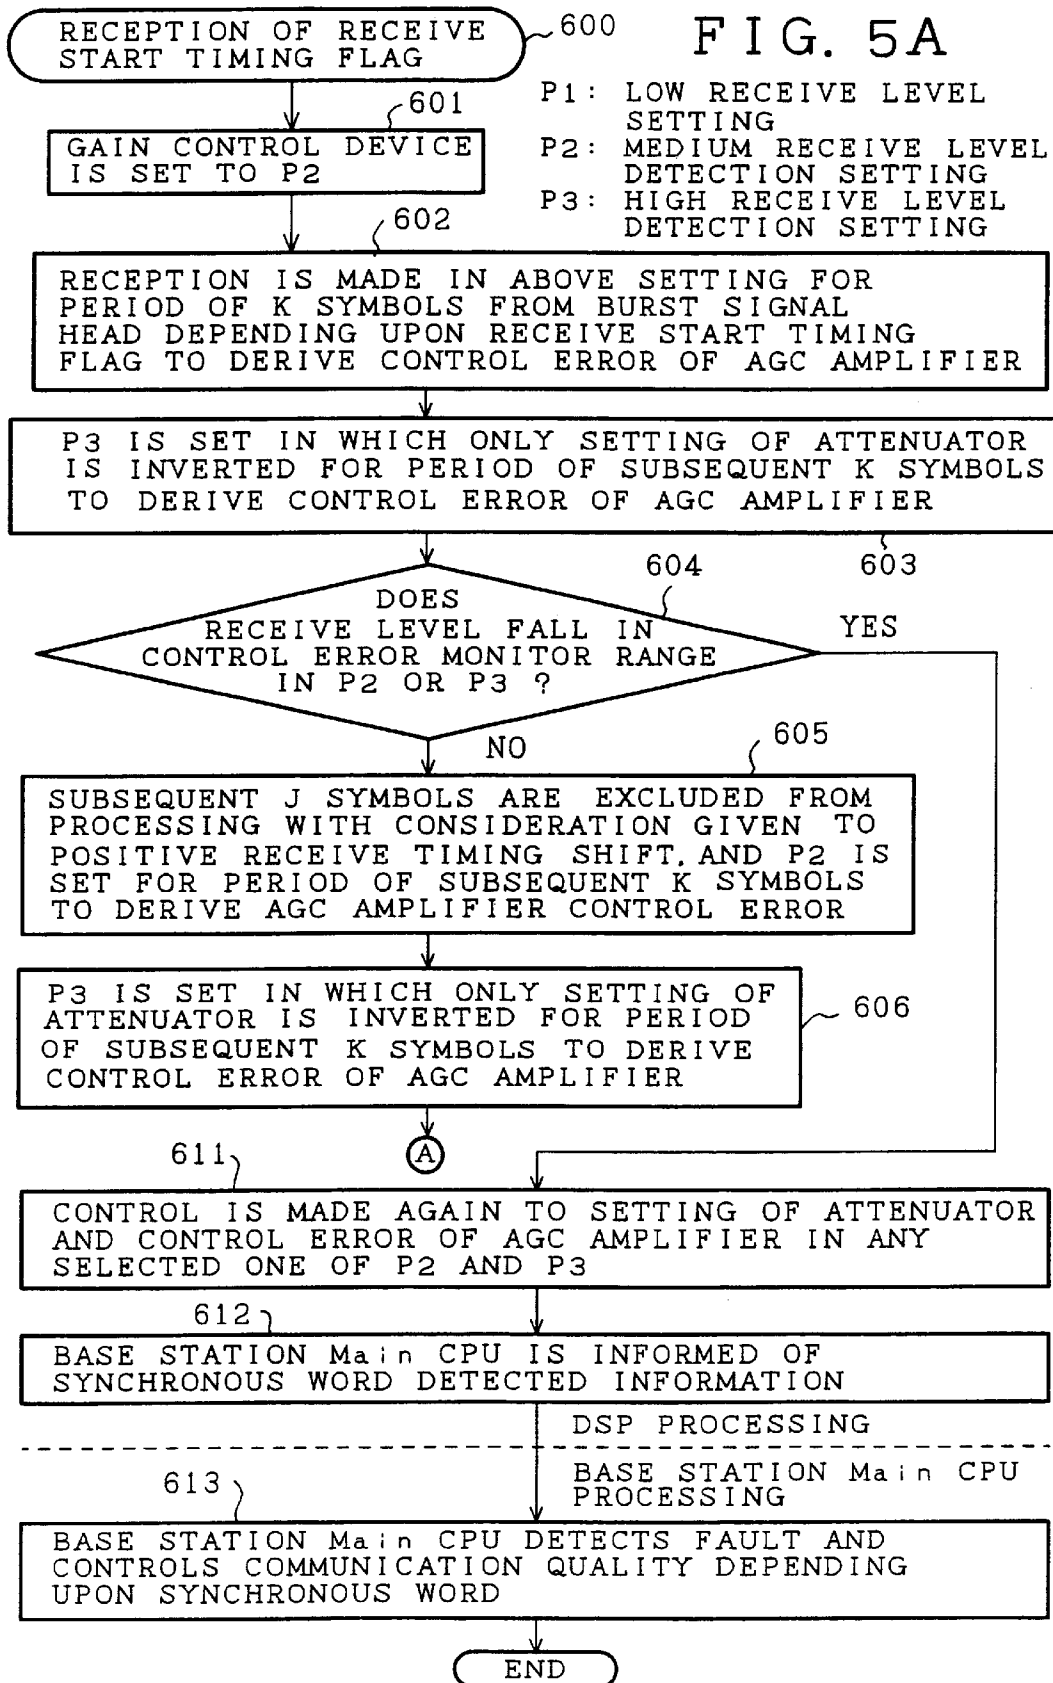 FIG. 5A
RECEPTION OF RECEIVE
START TIMING FLAG
600
P1: LOW RECEIVE LEVEL
SETTING
P2: MEDIUM RECEIVE LEVEL
DETECTION SETTING
P3: HIGH RECEIVE LEVEL
DETECTION SETTING
601
GAIN CONTROL DEVICE
IS SET TO P2
602
RECEPTION IS MADE IN ABOVE SETTING FOR
PERIOD OF K SYMBOLS FROM BURST SIGNAL
HEAD DEPENDING UPON RECEIVE START TIMING
FLAG TO DERIVE CONTROL ERROR OF AGC AMPLIFIER
P3 IS SET IN WHICH ONLY SETTING OF ATTENUATOR
IS INVERTED FOR PERIOD OF SUBSEQUENT K SYMBOLS
TO DERIVE CONTROL ERROR OF AGC AMPLIFIER
603
604
DOES
RECEIVE LEVEL FALL IN
CONTROL ERROR MONITOR RANGE
IN P2 OR P3 ?
YES
NO
605
SUBSEQUENT J SYMBOLS ARE EXCLUDED FROM
PROCESSING WITH CONSIDERATION GIVEN TO
POSITIVE RECEIVE TIMING SHIFT, AND P2 IS
SET FOR PERIOD OF SUBSEQUENT K SYMBOLS
TO DERIVE AGC AMPLIFIER CONTROL ERROR
P3 IS SET IN WHICH ONLY SETTING OF
ATTENUATOR IS INVERTED FOR PERIOD
OF SUBSEQUENT K SYMBOLS TO DERIVE
CONTROL ERROR OF AGC AMPLIFIER
606
A
611
CONTROL IS MADE AGAIN TO SETTING OF ATTENUATOR
AND CONTROL ERROR OF AGC AMPLIFIER IN ANY
SELECTED ONE OF P2 AND P3
612
BASE STATION Main CPU IS INFORMED OF
SYNCHRONOUS WORD DETECTED INFORMATION
DSP PROCESSING
BASE STATION Main CPU
PROCESSING
613
BASE STATION Main CPU DETECTS FAULT AND
CONTROLS COMMUNICATION QUALITY DEPENDING
UPON SYNCHRONOUS WORD
END